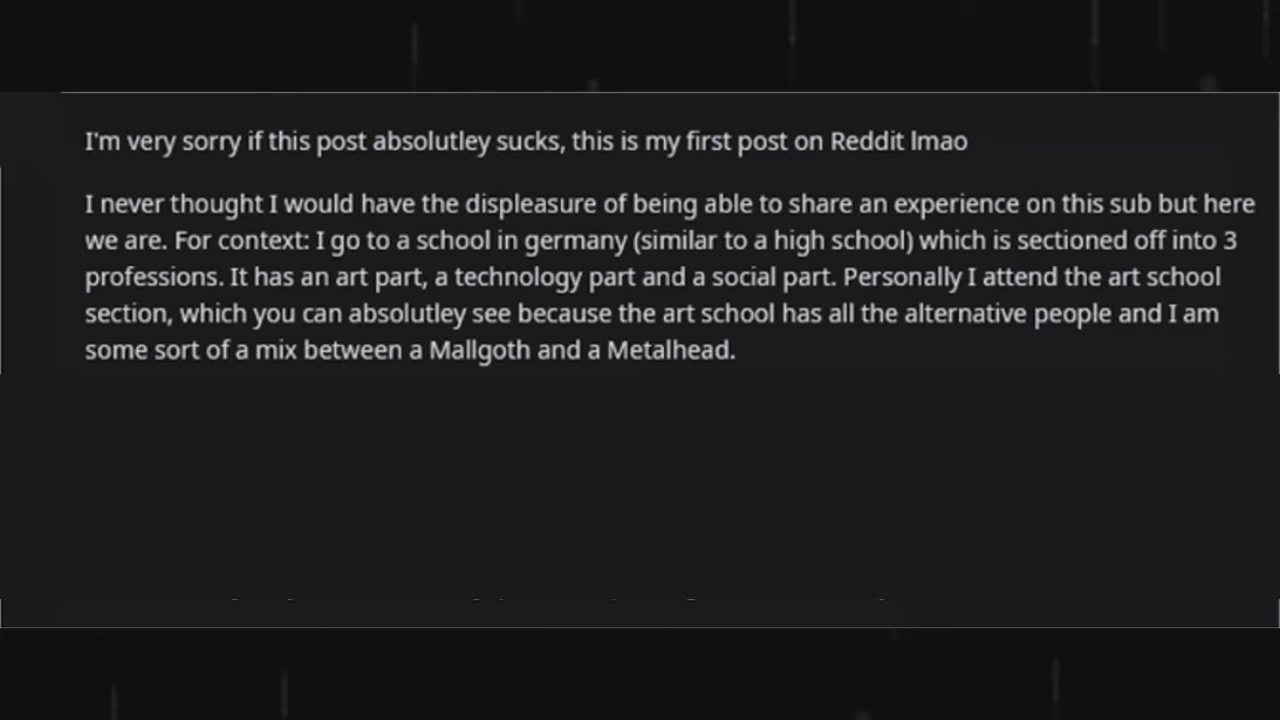 I'm very sorry if this post absolutley sucks, this is my first post on Reddit lmao
I never thought I would have the displeasure of being able to share an experience on this sub but here
we are. For context: I go to a school in germany (similar to a high school) which is sectioned off into 3
professions. It has an art part, a technology part and a social part. Personally I attend the art school
section, which you can absolutley see because the art school has all the alternative people and I am
some sort of a mix between a Mallgoth and a Metalhead.